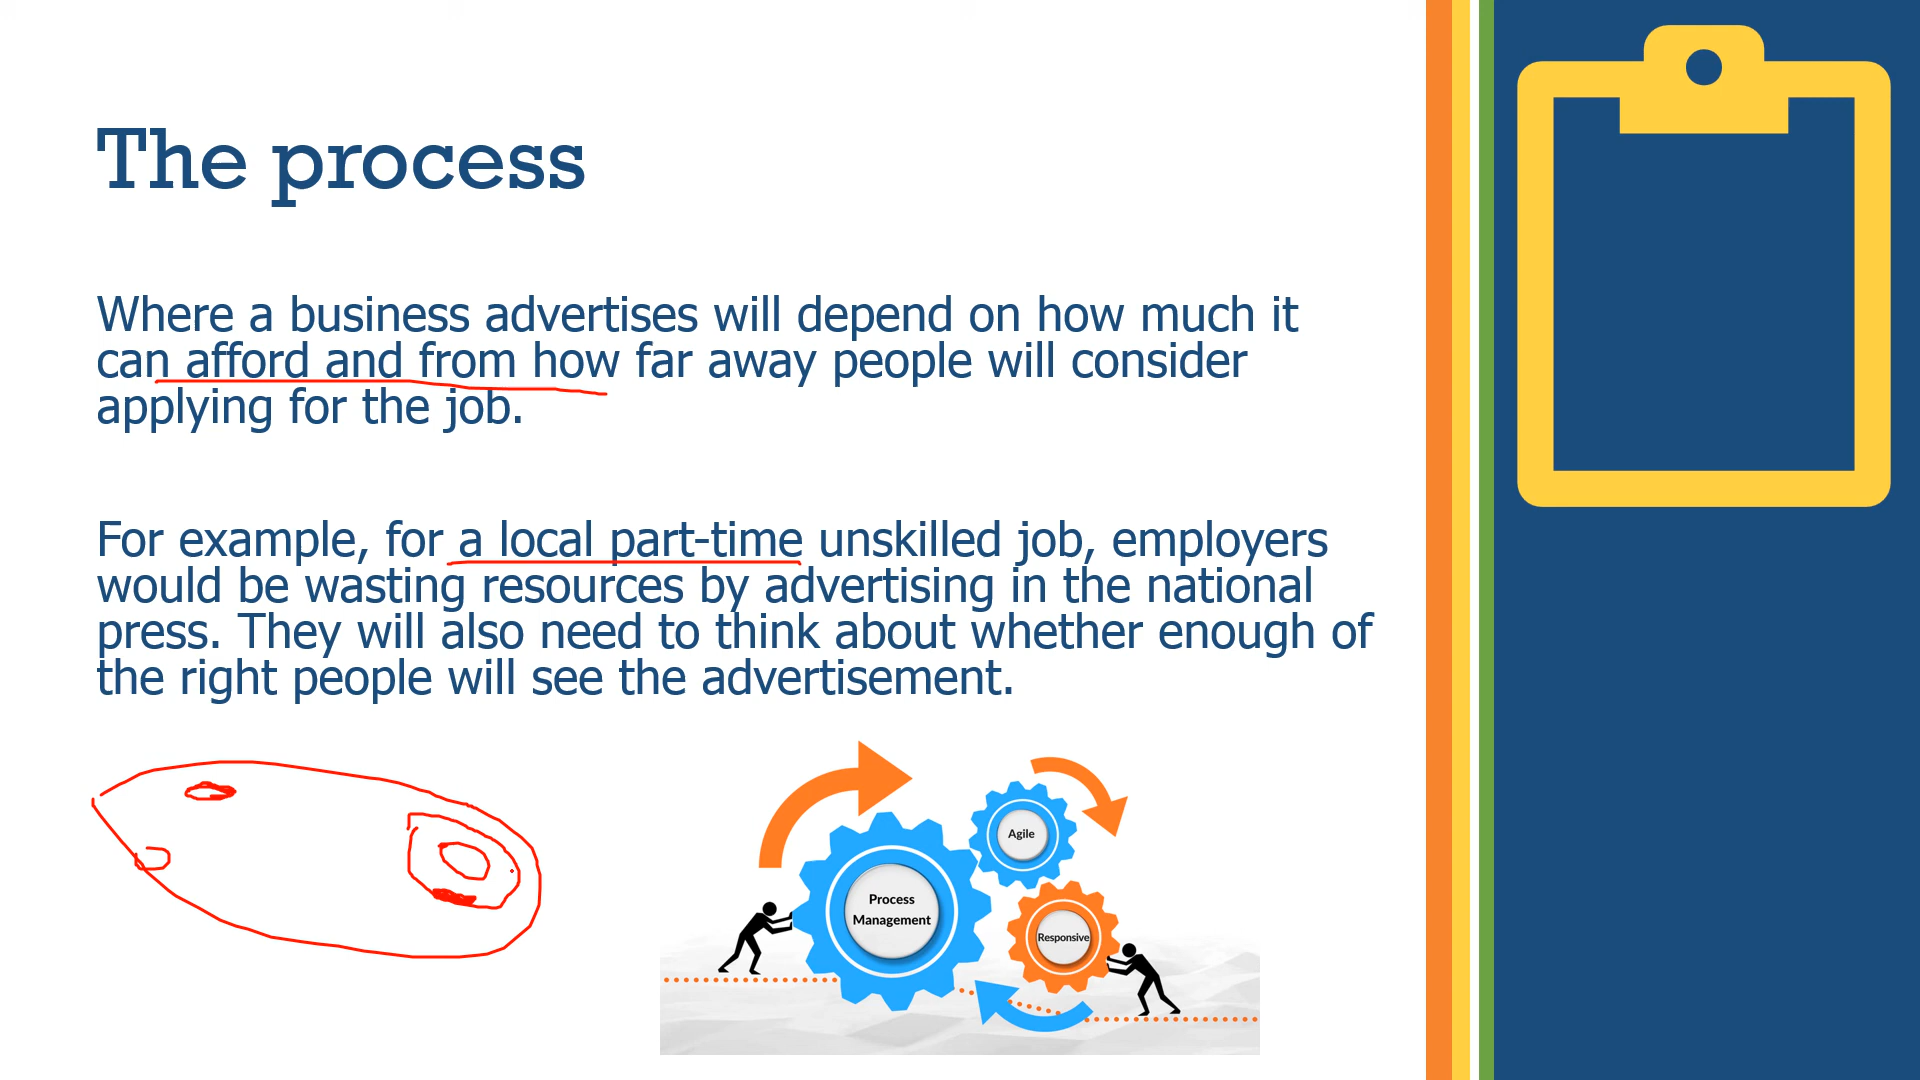 The process
Where a business advertises will depend on how much it
can afford and from how far away people will consider
applying for the job.
For example, for a local part-time unskilled job, employers
would be wasting resources by advertising in the national
press. They will also need to think about whether enough of
the right people will see the advertisement.
Agile
Process
Management
Responsive